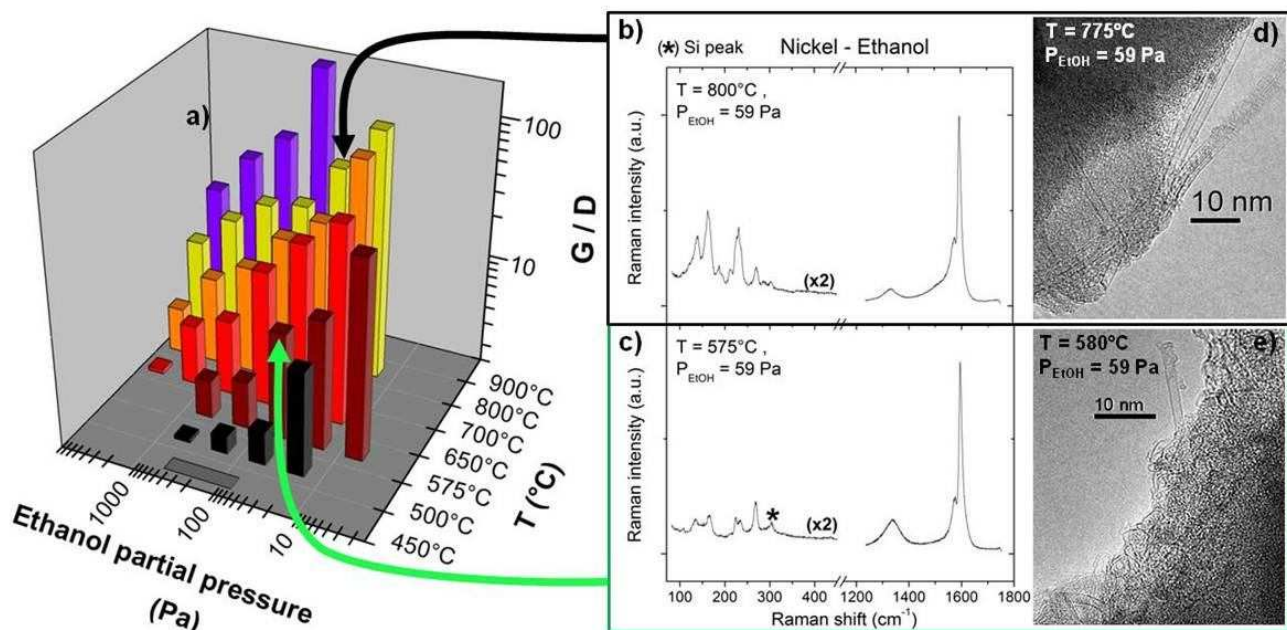 a)
100
10
G / D
900°C
800°C
700°C
650°C
575°C
500°C
450°C
T (°C)
1000
100
10
Ethanol partial pressure
(Pa)
b)
(*) Si peak
Nickel - Ethanol
T = 800°C ,
P_EtOH = 59 Pa
(x2)
Raman intensity (a.u.)
c)
T = 575°C ,
P_EtOH = 59 Pa
*
(x2)
Raman intensity (a.u.)
100 200 300 400 1200 1400 1600 1800
Raman shift (cm⁻¹)
d)
T = 775°C
P_EtOH = 59 Pa
10 nm
e)
T = 580°C
P_EtOH = 59 Pa
10 nm